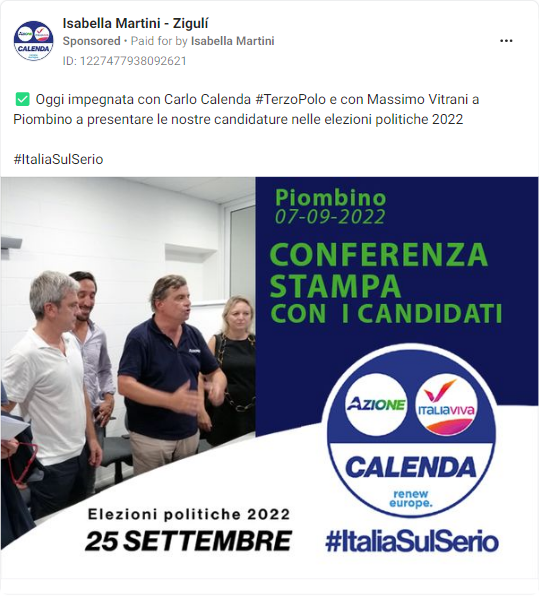 Isabella Martini - Zigulí
Sponsored • Paid for by Isabella Martini
ID: 1227477938092621
✅ Oggi impegnata con Carlo Calenda #TerzoPolo e con Massimo Vitrani a
Piombino a presentare le nostre candidature nelle elezioni politiche 2022
#ItaliaSulSerio
Piombino
07-09-2022
CONFERENZA
STAMPA
CON I CANDIDATI
AZIONE
ITALIAVIVA
CALENDA
renew
europe.
Elezioni politiche 2022
25 SETTEMBRE
#ItaliaSulSerio